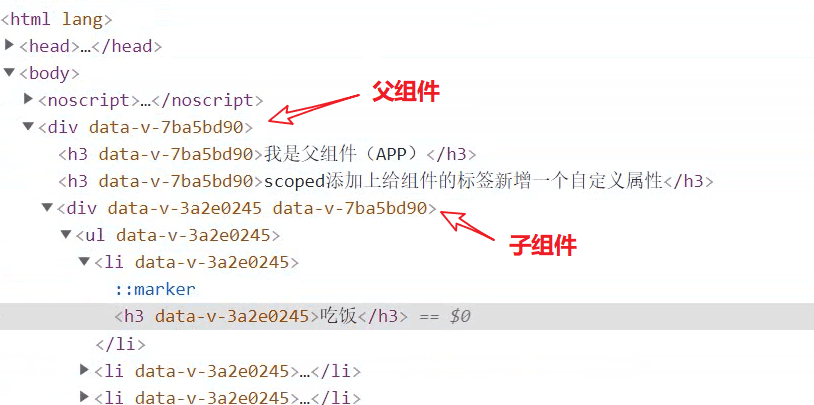 <html lang>
▶<head>…</head>
▼<body>
▶<noscript>…</noscript>
父组件
▼<div data-v-7ba5bd90>
<h3 data-v-7ba5bd90>我是父组件（APP）</h3>
<h3 data-v-7ba5bd90>scoped添加上给组件的标签新增一个自定义属性</h3>
▼<div data-v-3a2e0245 data-v-7ba5bd90>
▼<ul data-v-3a2e0245>
子组件
▼<li data-v-3a2e0245>
::marker
<h3 data-v-3a2e0245>吃饭</h3> == $0
</li>
▶<li data-v-3a2e0245>…</li>
▶<li data-v-3a2e0245>…</li>